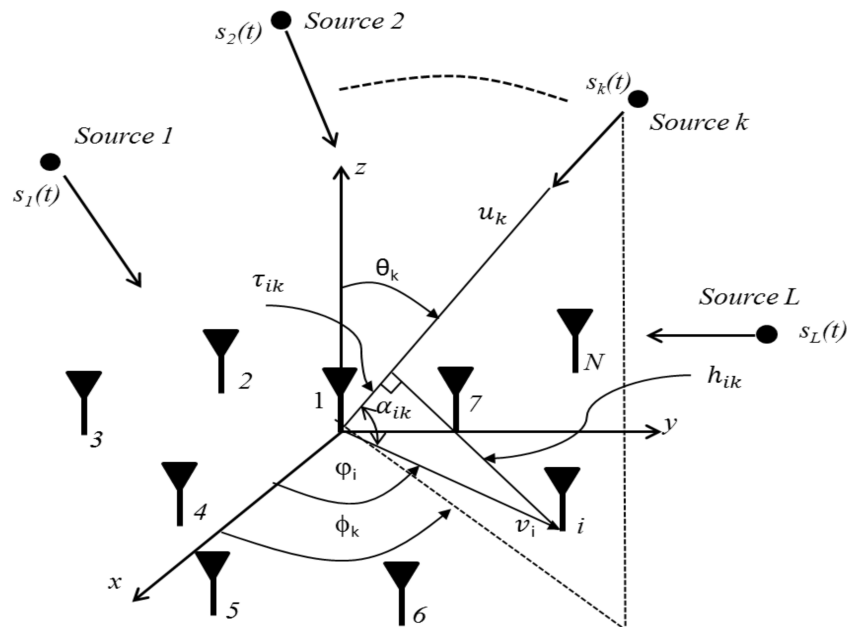 s₂(t) Source 2
sₖ(t)
Source k
Source 1
s₁(t)
z
uₖ
θₖ
τᵢₖ
Source L
s_L(t)
N
hᵢₖ
2
1
αᵢₖ
7
3
y
φᵢ
4
vᵢ
i
ϕₖ
x
5
6